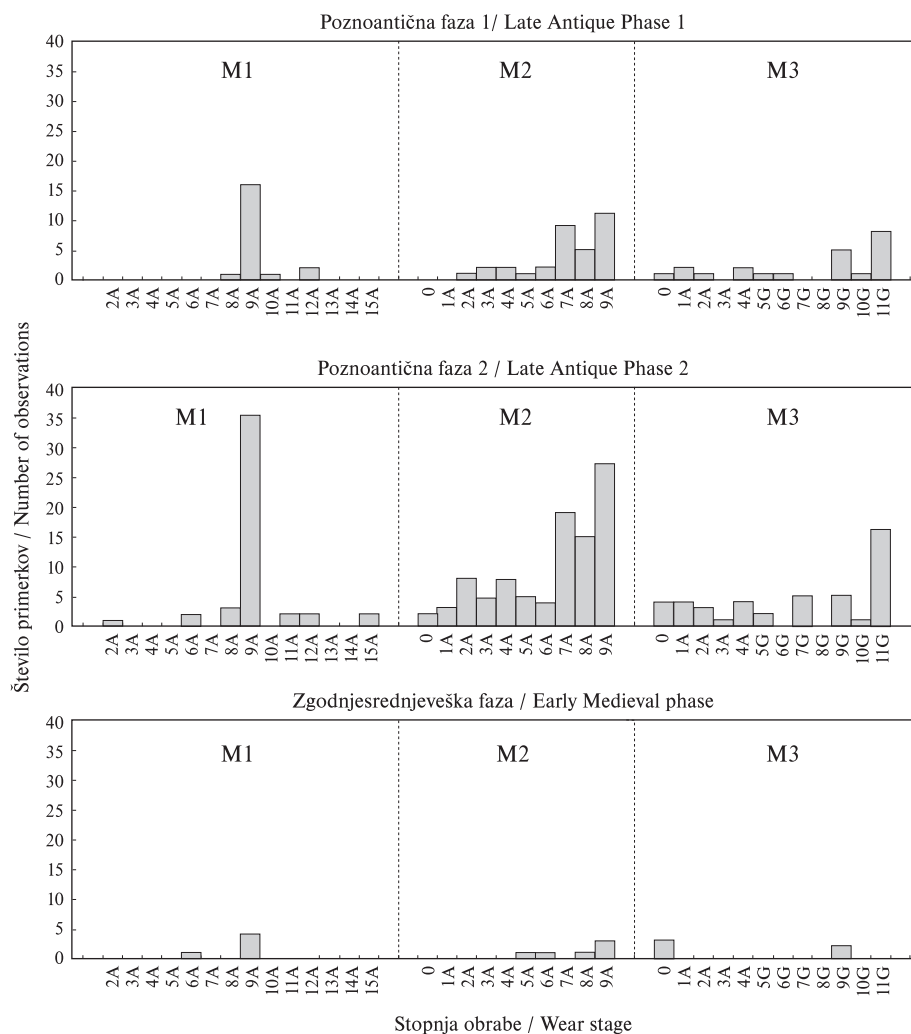 Poznoantična faza 1/ Late Antique Phase 1
40
35
30
25
20
15
10
5
0
M1
M2
M3
2A 3A 4A 5A 6A 7A 8A 9A 10A 11A 12A 13A 14A 15A 0 1A 2A 3A 4A 5A 6A 7A 8A 9A 0 1A 2A 3A 4A 5G 6G 7G 8G 9G 10G 11G
Število primerkov / Number of observations
Poznoantična faza 2 / Late Antique Phase 2
40
35
30
25
20
15
10
5
0
M1
M2
M3
2A 3A 4A 5A 6A 7A 8A 9A 10A 11A 12A 13A 14A 15A 0 1A 2A 3A 4A 5A 6A 7A 8A 9A 0 1A 2A 3A 4A 5G 6G 7G 8G 9G 10G 11G
Zgodnjesrednjeveška faza / Early Medieval phase
40
35
30
25
20
15
10
5
0
M1
M2
M3
2A 3A 4A 5A 6A 7A 8A 9A 10A 11A 12A 13A 14A 15A 0 1A 2A 3A 4A 5A 6A 7A 8A 9A 0 1A 2A 3A 4A 5G 6G 7G 8G 9G 10G 11G
Stopnja obrabe / Wear stage